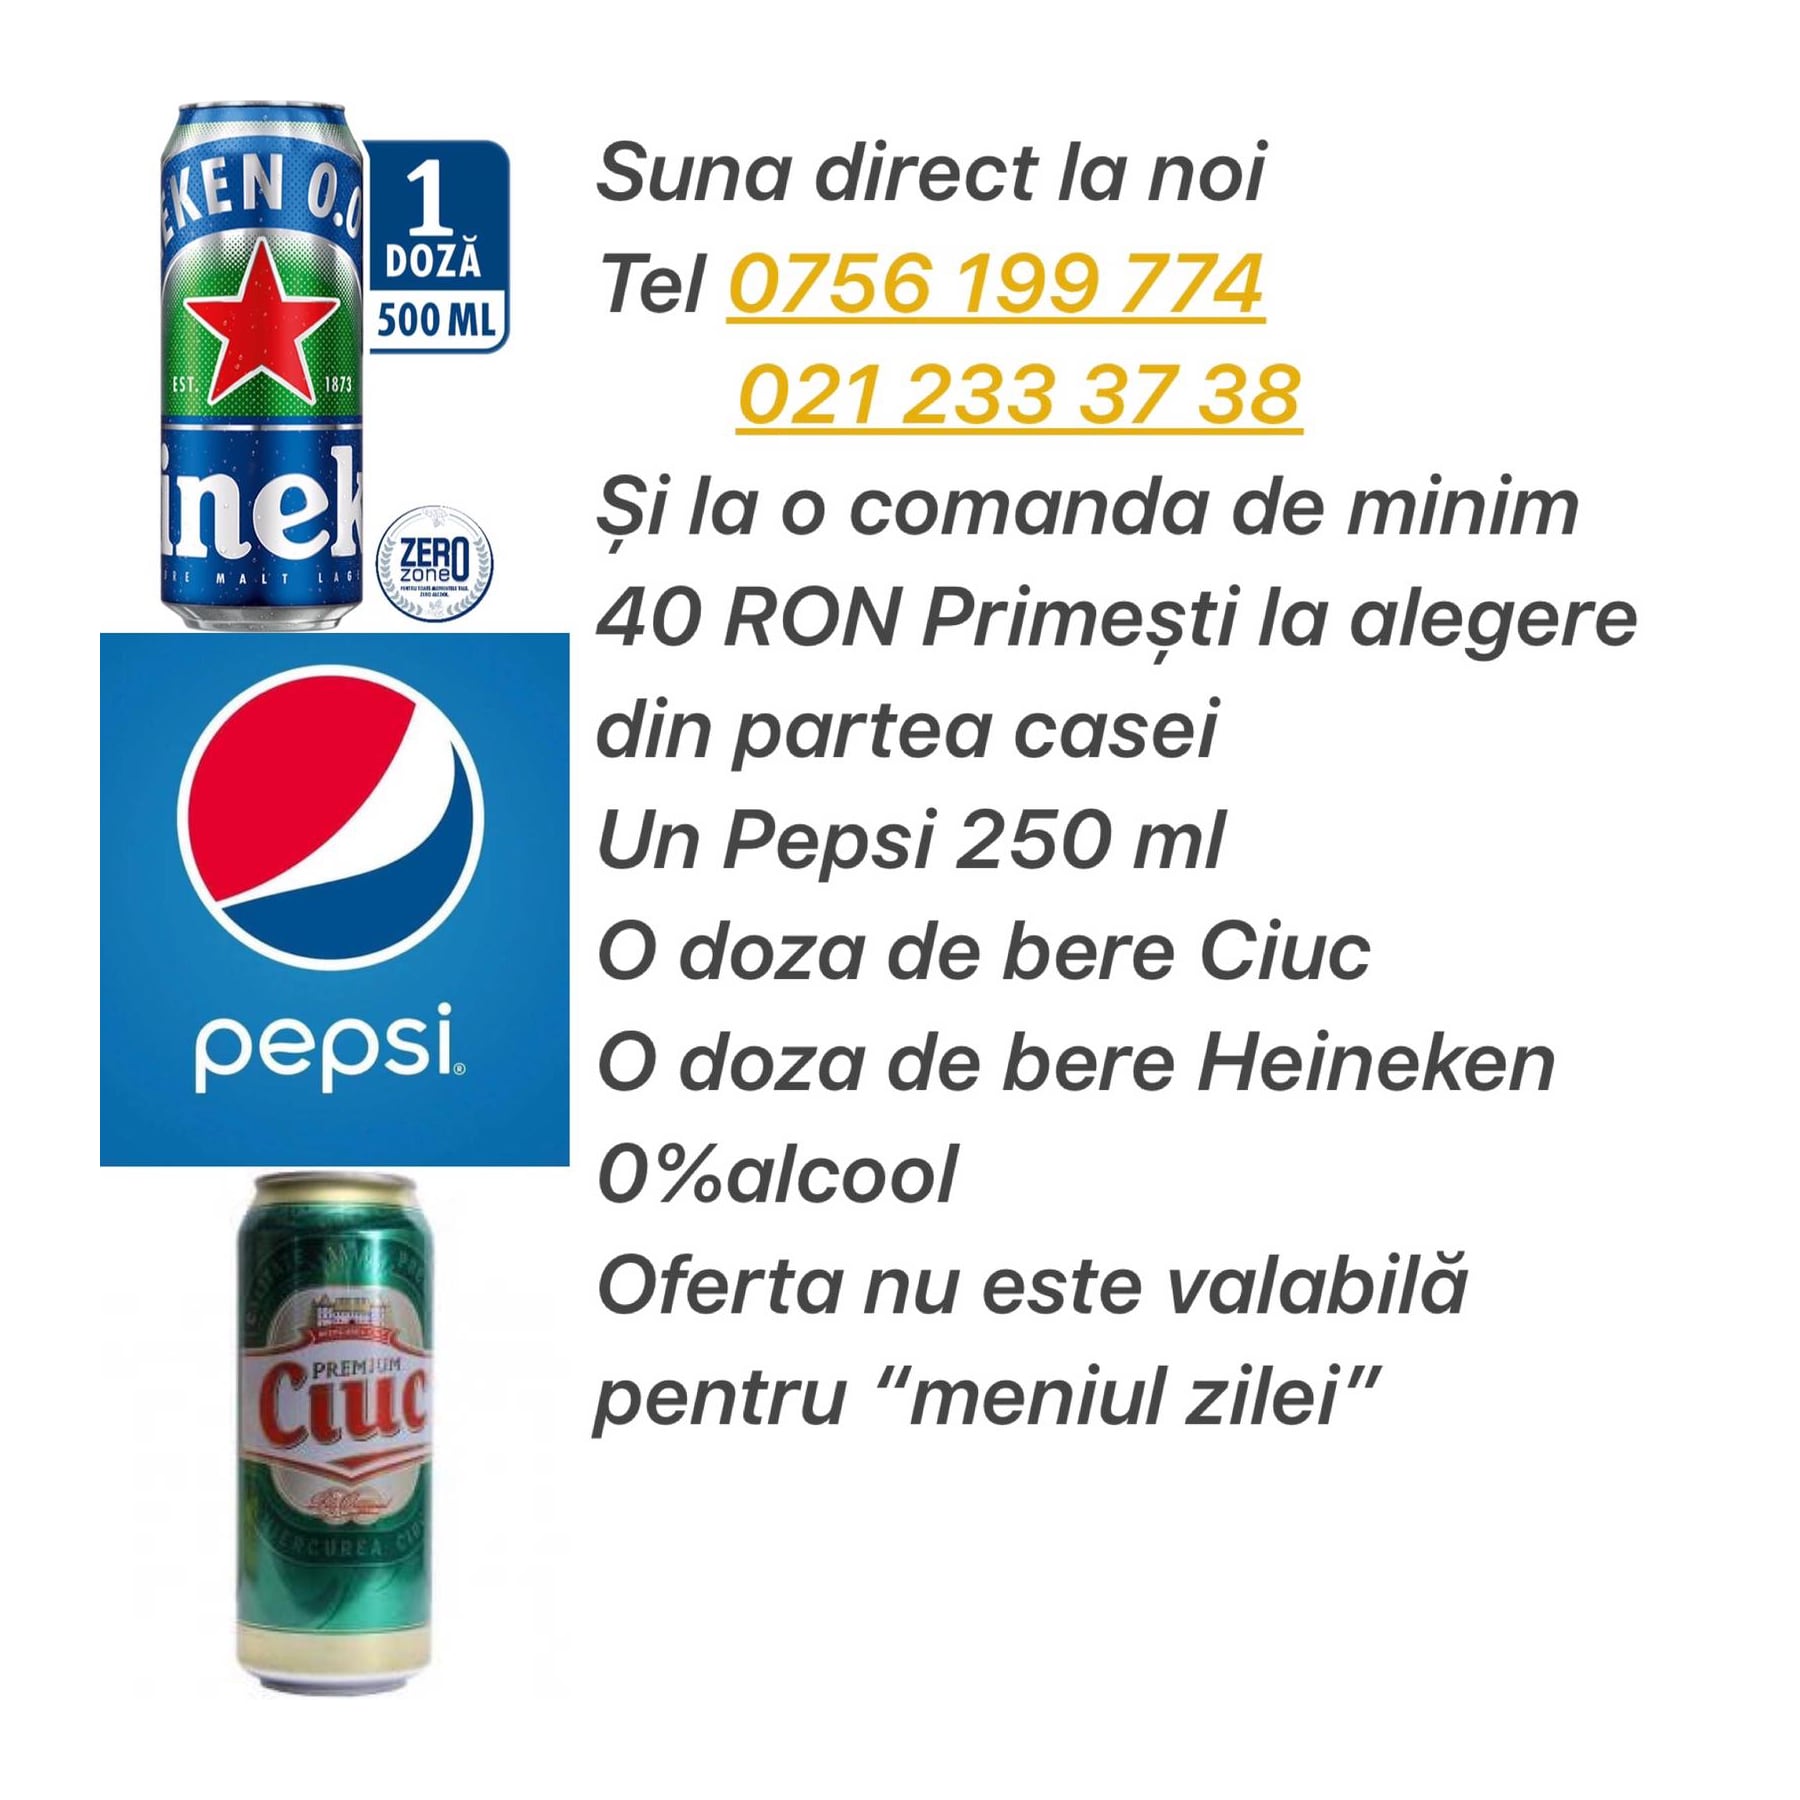 EKEN 0.0
1
DOZĂ
500 ML
EST. 1873
inek
MALT LAGE
ZERO
zone
Suna direct la noi
Tel 0756 199 774
021 233 37 38
Și la o comanda de minim
40 RON Primești la alegere
din partea casei
Un Pepsi 250 ml
O doza de bere Ciuc
O doza de bere Heineken
0%alcool
Oferta nu este valabilă
pentru “meniul zilei”
pepsi®
PREMIUM
Ciuc